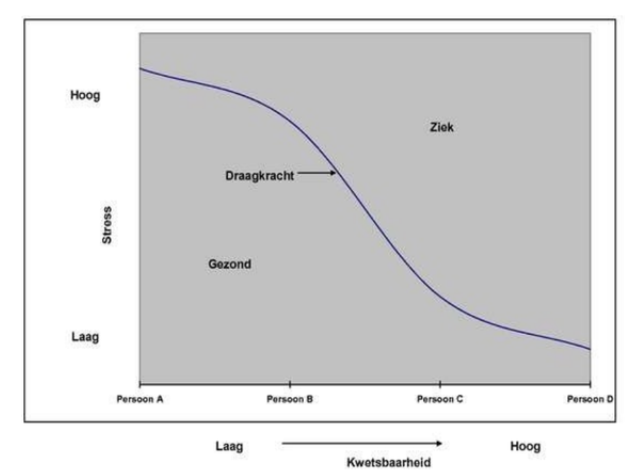 Hoog
Ziek
Draagkracht
Stress
Gezond
Laag
Persoon A
Persoon B
Persoon C
Persoon D
Laag
Hoog
Kwetsbaarheid